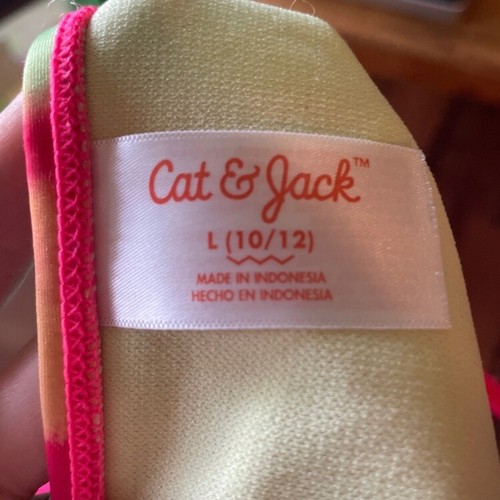 Cat & Jack™
L (10/12)
MADE IN INDONESIA
HECHO EN INDONESIA